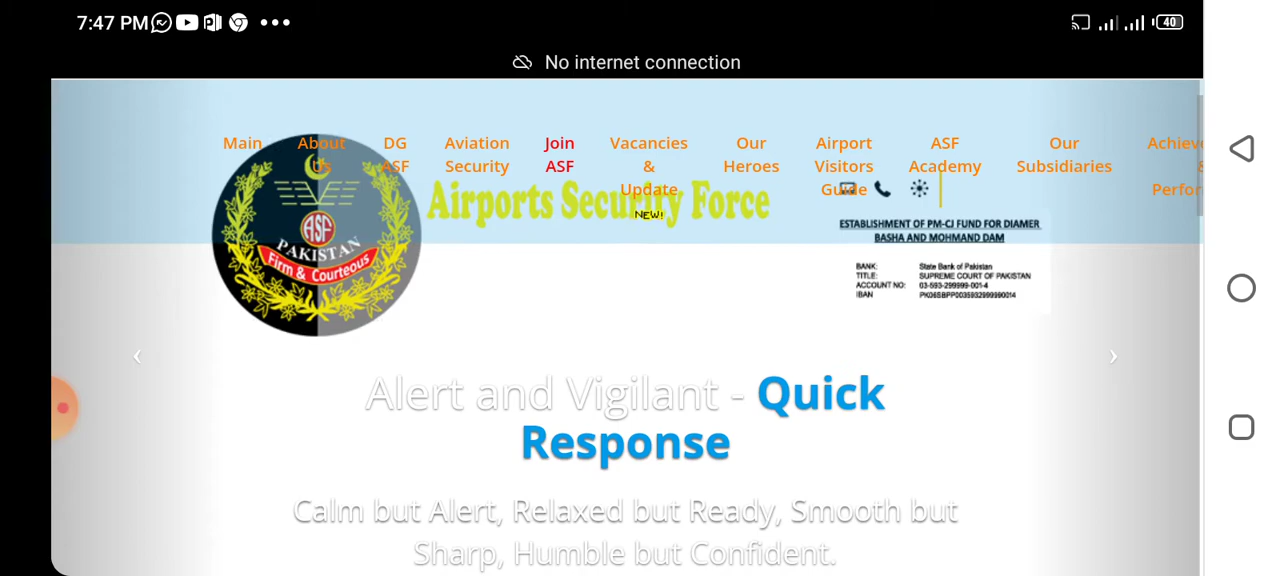 7:47 PM
40
No internet connection
Main
About
Us
DG
ASF
Aviation
Security
Join
ASF
Vacancies
&
Update
NEW!
Our
Heroes
Airport
Visitors
Guide
ASF
Academy
Our
Subsidiaries
Achieve
&
Perfor
Airports Security Force
ASF
PAKISTAN
Firm & Courteous
ESTABLISHMENT OF PM-CJ FUND FOR DIAMER
BASHA AND MOHMAND DAM
BANK: State Bank of Pakistan
TITLE: SUPREME COURT OF PAKISTAN
ACCOUNT NO: 03-593-299999-001-4
IBAN
Alert and Vigilant - Quick
Response
Calm but Alert, Relaxed but Ready, Smooth but
Sharp, Humble but Confident.